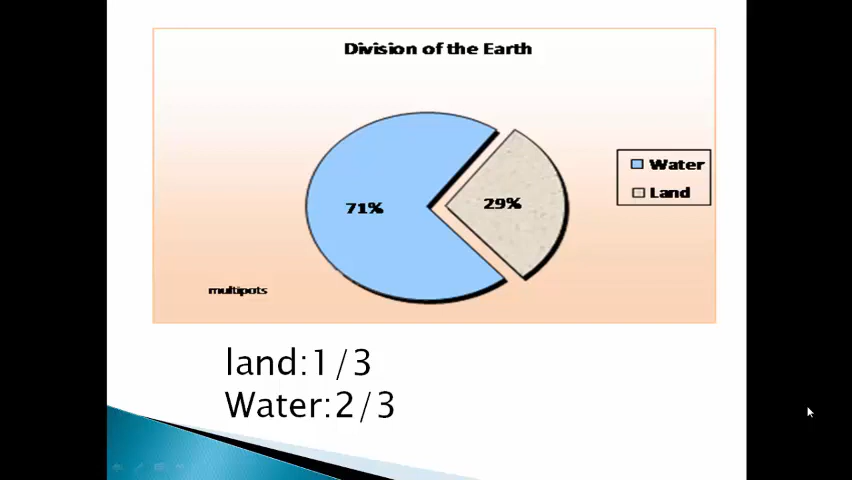 Division of the Earth
Water
Land
71%
29%
multipots
land:1/3
Water:2/3